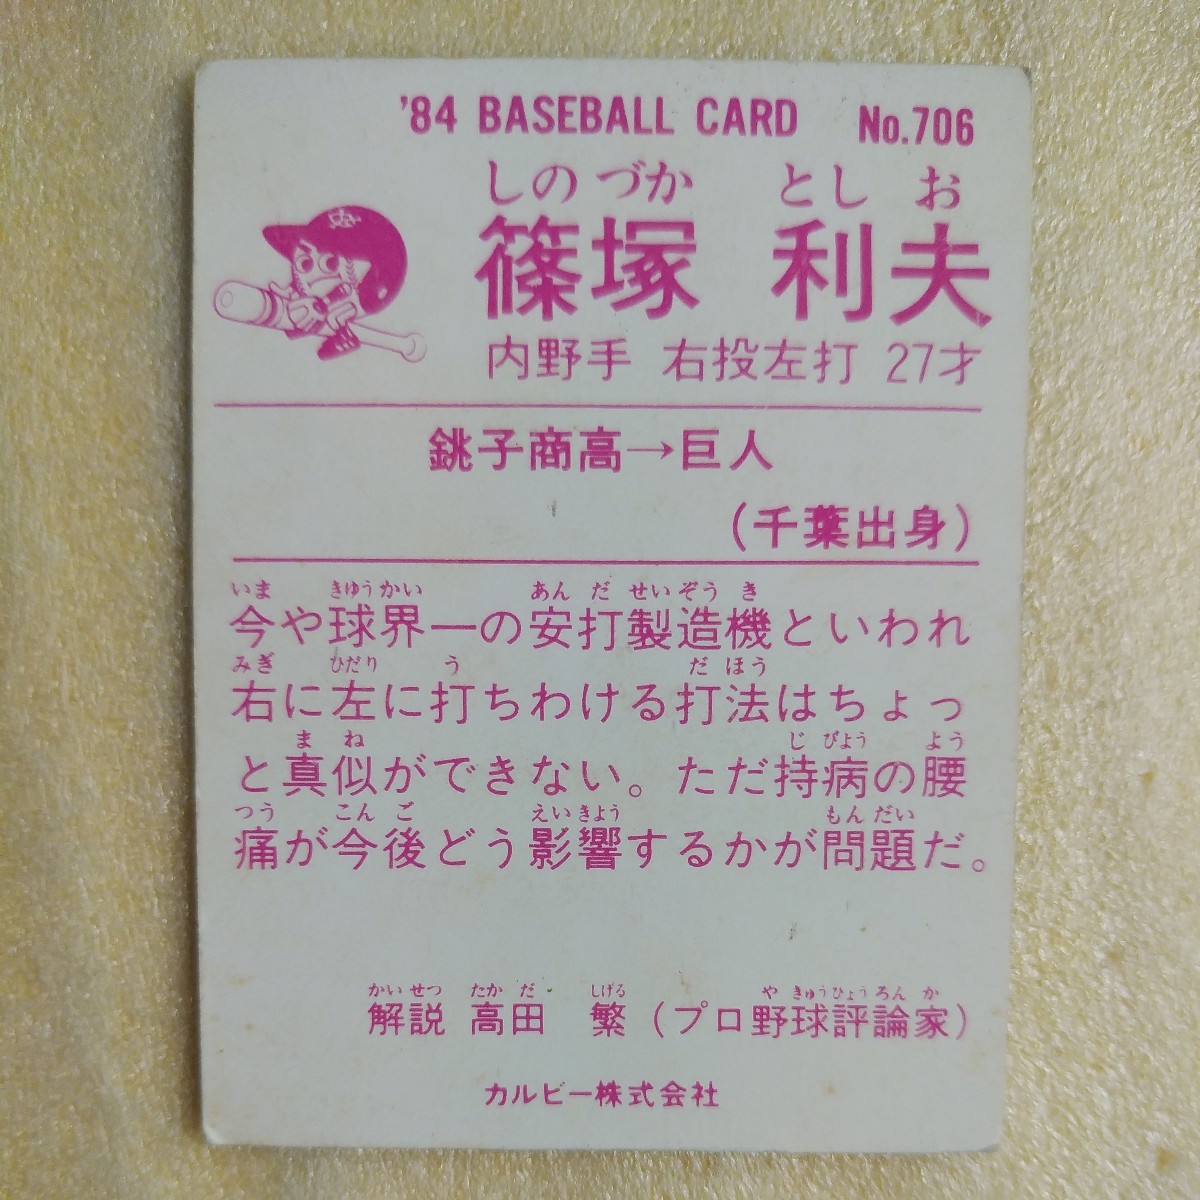 '84 BASEBALL CARD No.706
しのづか としお
篠塚 利夫
内野手 右投左打 27才
銚子商高→巨人
(千葉出身)
いま きゆうかい あんだせいぞうき
今や球界一の安打製造機といわれ
みぎ ひだり う だほう
右に左に打ちわける打法はちょっ
まね じびよう よう
と真似ができない。ただ持病の腰
つう こんご えいきよう もんだい
痛が今後どう影響するかが問題だ。
かいせつ たかだ しげる やきゅうひょうろんか
解説 高田 繁 (プロ野球評論家)
カルビー株式会社